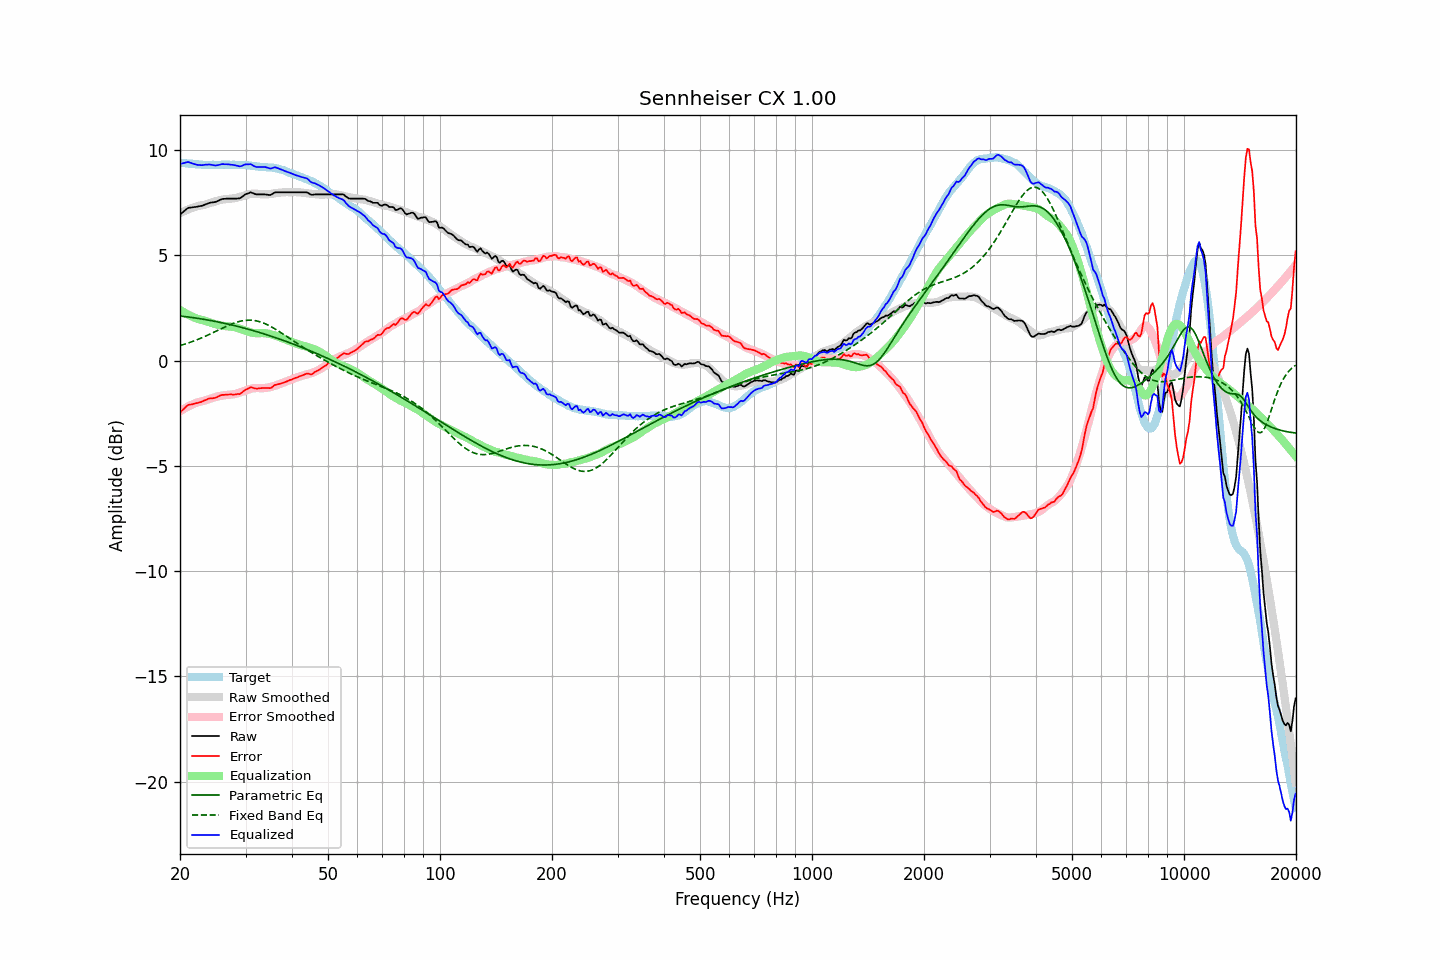 Sennheiser CX 1.00
Amplitude (dBr)
10
5
0
−5
−10
−15
−20
Target
Raw Smoothed
Error Smoothed
Raw
Error
Equalization
Parametric Eq
Fixed Band Eq
Equalized
20 50 100 200 500 1000 2000 5000 10000 20000
Frequency (Hz)